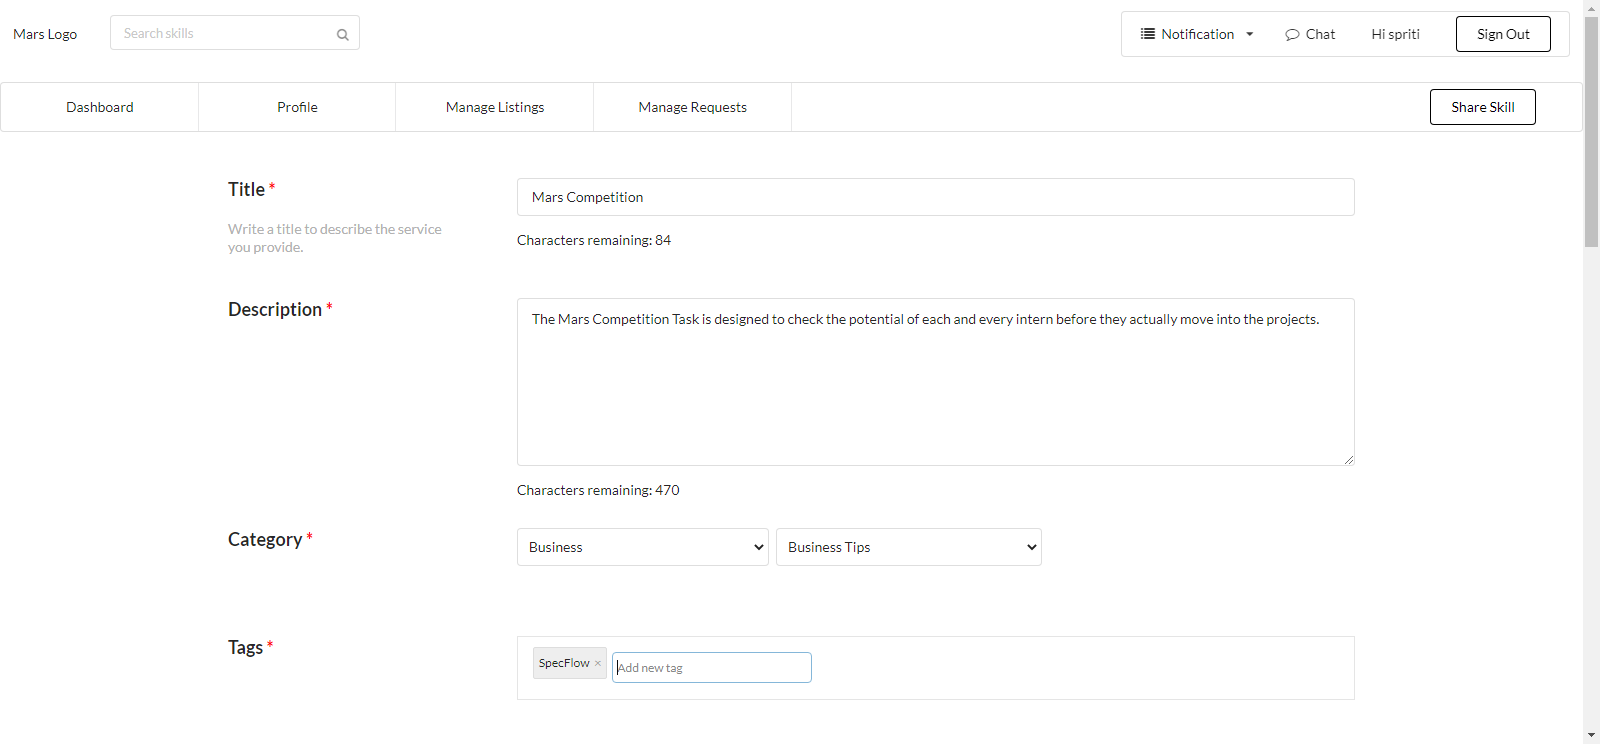 Mars Logo
Search skills
Notification
Chat
Hi spriti
Sign Out
Dashboard
Profile
Manage Listings
Manage Requests
Share Skill
Title *
Mars Competition
Write a title to describe the service
you provide.
Characters remaining: 84
Description *
The Mars Competition Task is designed to check the potential of each and every intern before they actually move into the projects.
Characters remaining: 470
Category *
Business
Business Tips
Tags *
SpecFlow ×
Add new tag